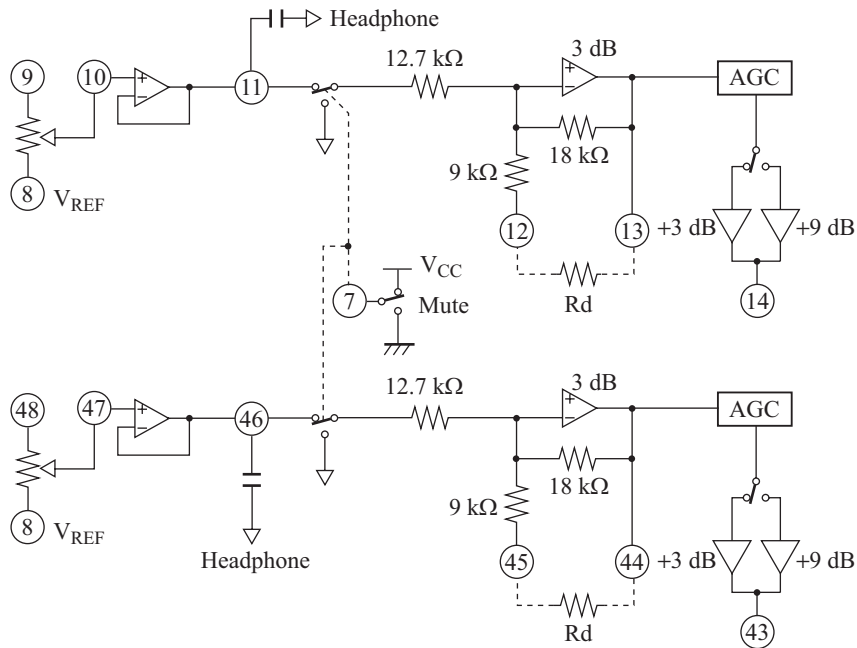 Headphone
12.7 kΩ
3 dB
9
10
11
+
−
+
−
AGC
18 kΩ
9 kΩ
8
V_REF
12
13
+3 dB
+9 dB
V_CC
7
Mute
Rd
14
12.7 kΩ
3 dB
48
47
46
+
−
+
−
AGC
18 kΩ
9 kΩ
8
V_REF
Headphone
45
44
+3 dB
+9 dB
Rd
43